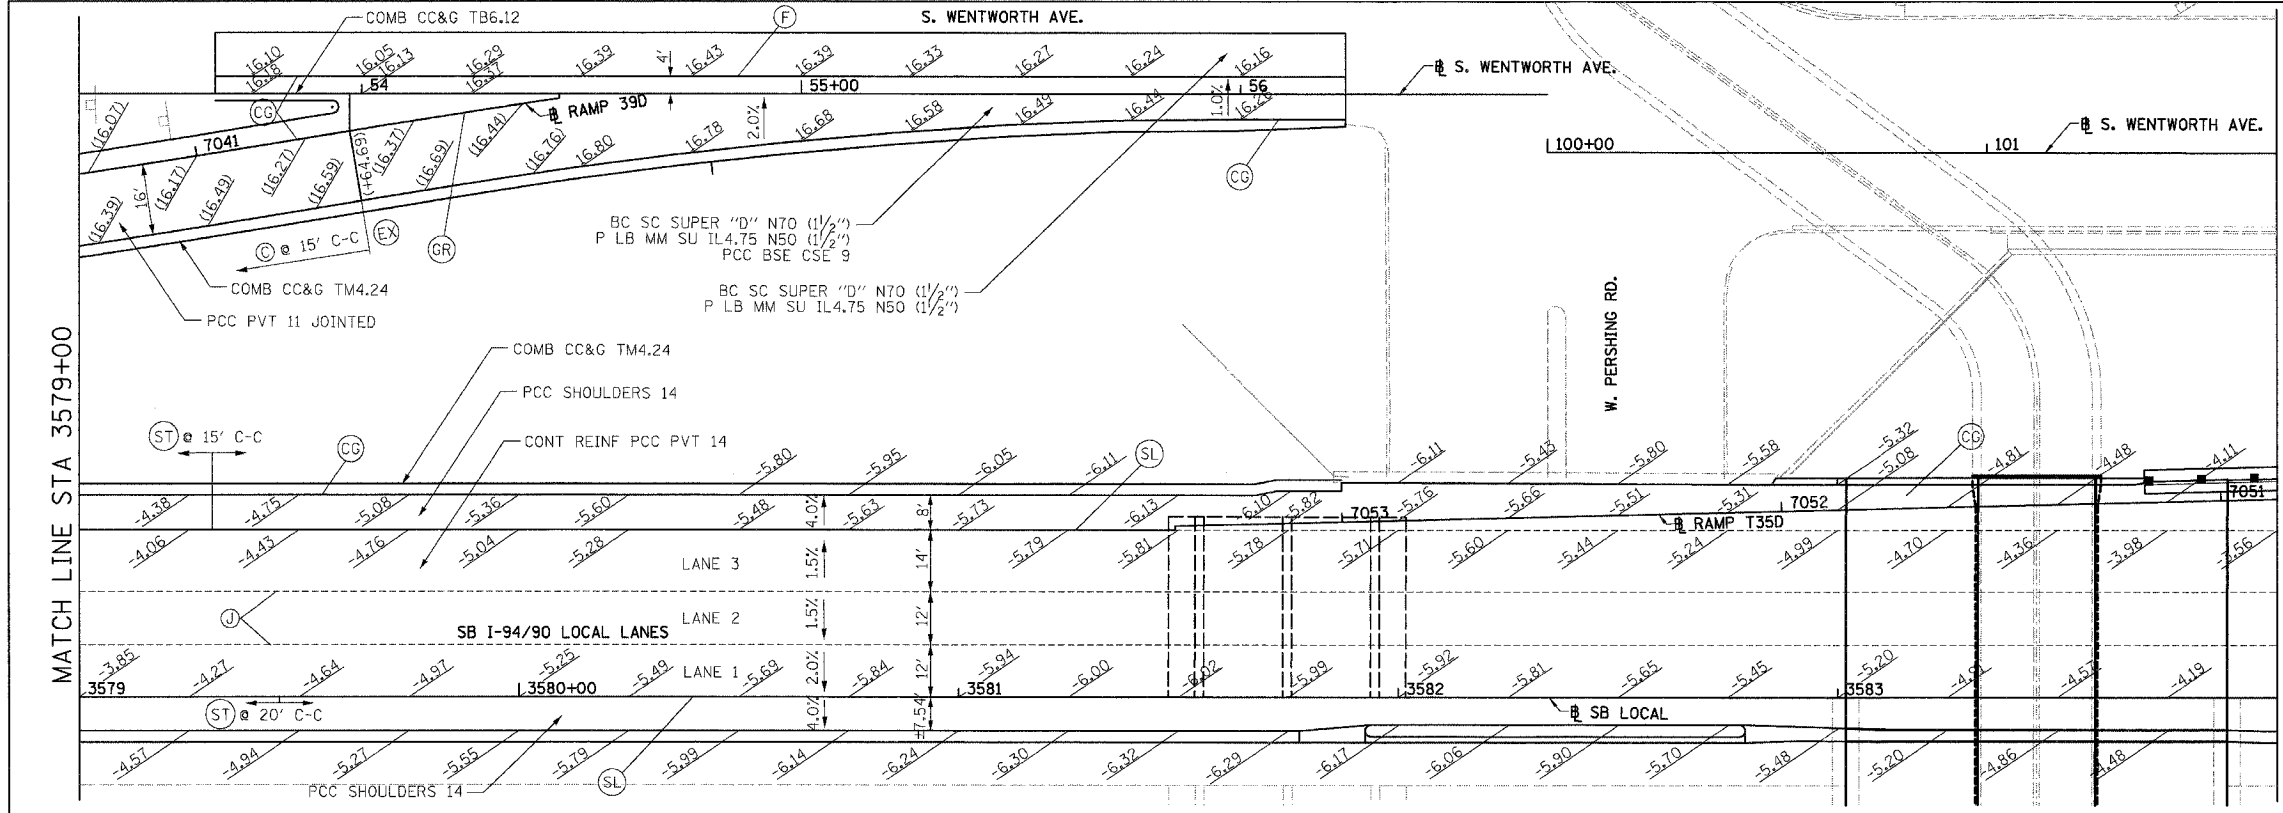 COMB CC&G TB6.12
F
S. WENTWORTH AVE.
16.10 16.05 16.29 16.39 4' 16.43 16.39 16.33 16.27 16.24 16.16
16.18 16.13 16.37
54 55+00 56
℄ S. WENTWORTH AVE.
℄ S. WENTWORTH AVE.
100+00 101
CG
℄ RAMP 39D
2.0% 1.0%
16.80 16.78 16.68 16.58 16.49 16.44 16.26
(16.07) 7041 (+64.69) (16.37) (16.44) (16.76)
(16.17) (16.27) (16.59) (16.69)
(16.39) 16' (16.49)
CG
C @ 15' C-C
EX
GR
BC SC SUPER "D" N70 (1 1/2")
P LB MM SU IL4.75 N50 (1 1/2")
PCC BSE CSE 9
BC SC SUPER "D" N70 (1 1/2")
P LB MM SU IL4.75 N50 (1 1/2")
COMB CC&G TM4.24
PCC PVT 11 JOINTED
W. PERSHING RD.
MATCH LINE STA 3579+00
COMB CC&G TM4.24
PCC SHOULDERS 14
CONT REINF PCC PVT 14
ST @ 15' C-C
CG
SL
CG
-5.80 -5.95 -6.05 -6.11 -6.11 -5.43 -5.80 -5.58 -5.32 -5.08 -4.81 -4.48 -4.11
-4.38 -4.75 -5.08 -5.36 -5.60 -5.48 4.0% -5.63 8' -5.73 -6.13 -6.10 -5.82 -5.76 -5.66 -5.51 -5.31
7053 7052 7051
℄ RAMP T35D
-4.06 -4.43 -4.76 -5.04 -5.28 -5.79 -5.81 -5.78 -5.71 -5.60 -5.44 -5.24 -4.99 -4.70 -4.36 -3.98 -3.56
LANE 3 1.5% 14'
J
LANE 2 1.5% 12'
SB I-94/90 LOCAL LANES
LANE 1 2.0% 12'
-3.85 -4.27 -4.64 -4.97 -5.25 -5.49 -5.69 -5.84 -5.94 -6.00 -6.02 -5.99 -5.92 -5.81 -5.65 -5.45 -5.20 -4.91 -4.57 -4.19
3579 3580+00 3581 3582 3583
ST @ 20' C-C
4.0% ±7.54'
℄ SB LOCAL
-4.57 -4.94 -5.27 -5.55 -5.79 -5.99 -6.14 -6.24 -6.30 -6.32 -6.29 -6.17 -6.06 -5.90 -5.70 -5.48 -5.20 -4.86 -4.48
PCC SHOULDERS 14
SL